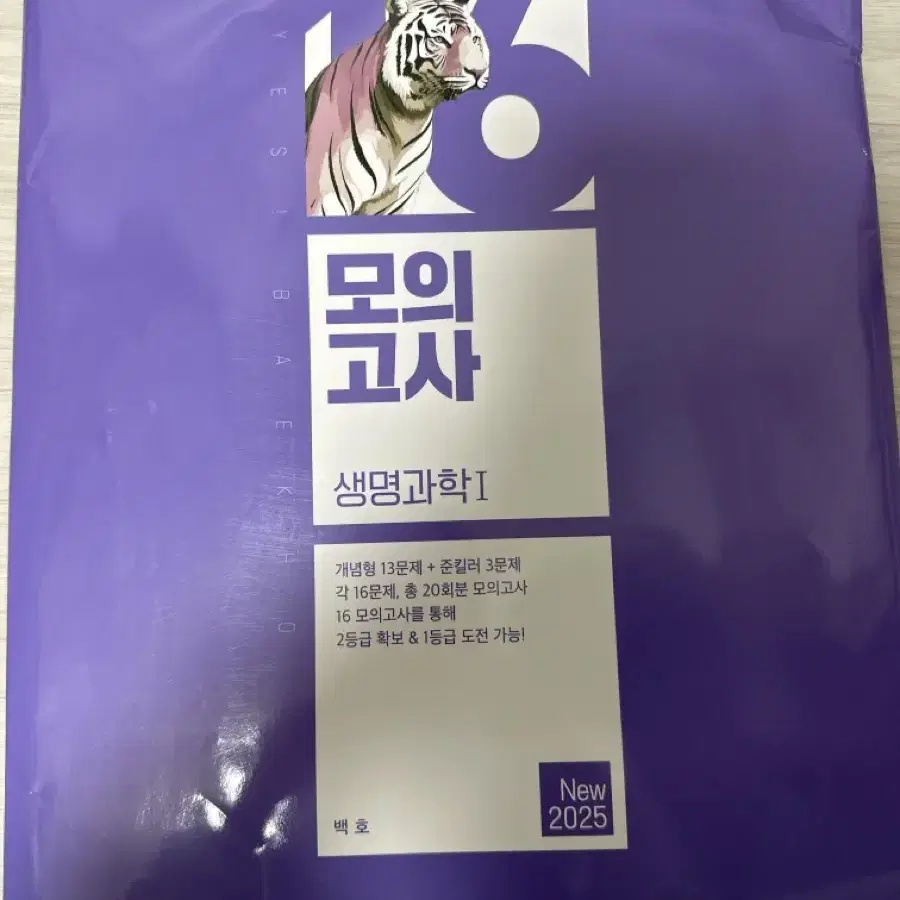 16
모의
고사
생명과학 I
개념형 13문제 + 준킬러 3문제
각 16문제, 총 20회분 모의고사
16 모의고사를 통해
2등급 확보 & 1등급 도전 가능!
백 호
New
2025
YES! BAEKHO